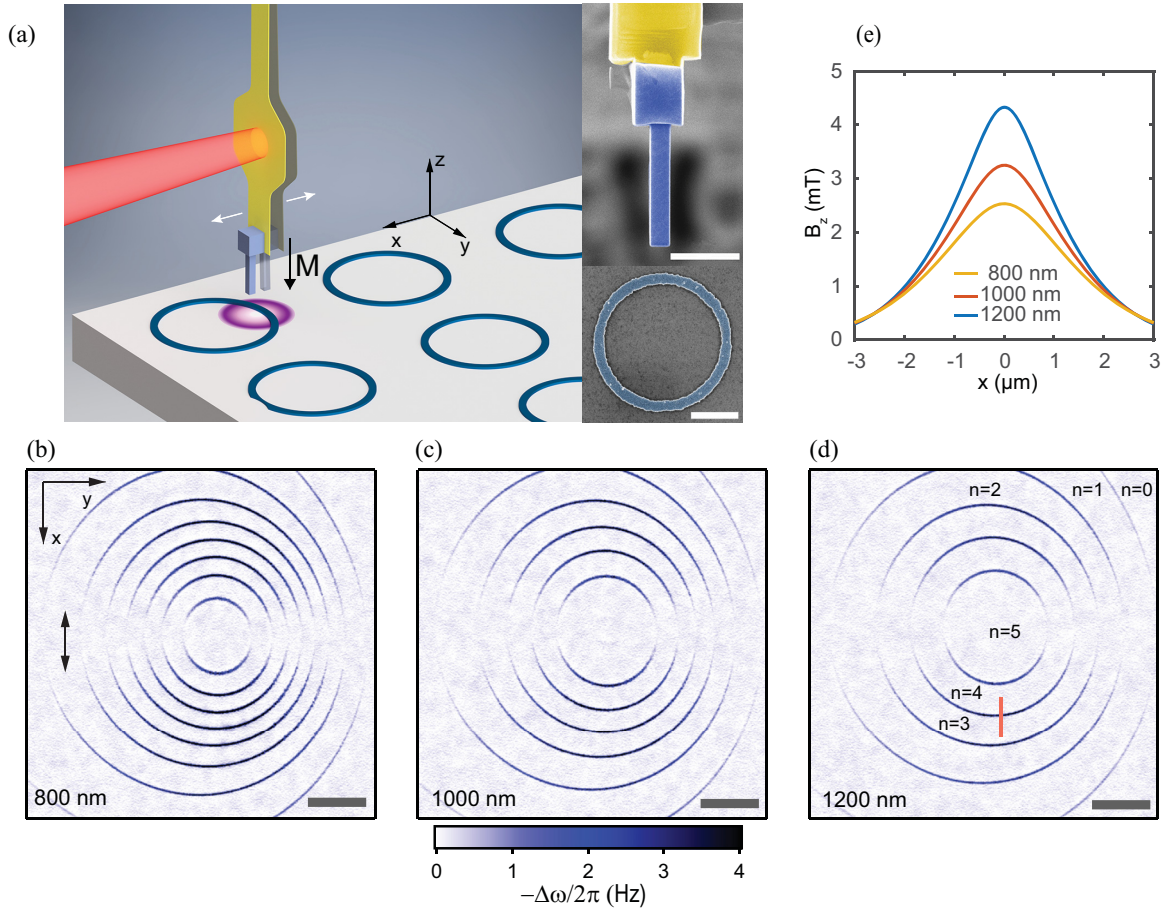 (a)
z
x
y
M
(e)
5
4
3
2
1
0
B_z (mT)
800 nm
1000 nm
1200 nm
-3 -2 -1 0 1 2 3
x (μm)
(b)
y
x
800 nm
(c)
1000 nm
(d)
n=2 n=1 n=0
n=5
n=4
n=3
1200 nm
0 1 2 3 4
−Δω/2π (Hz)